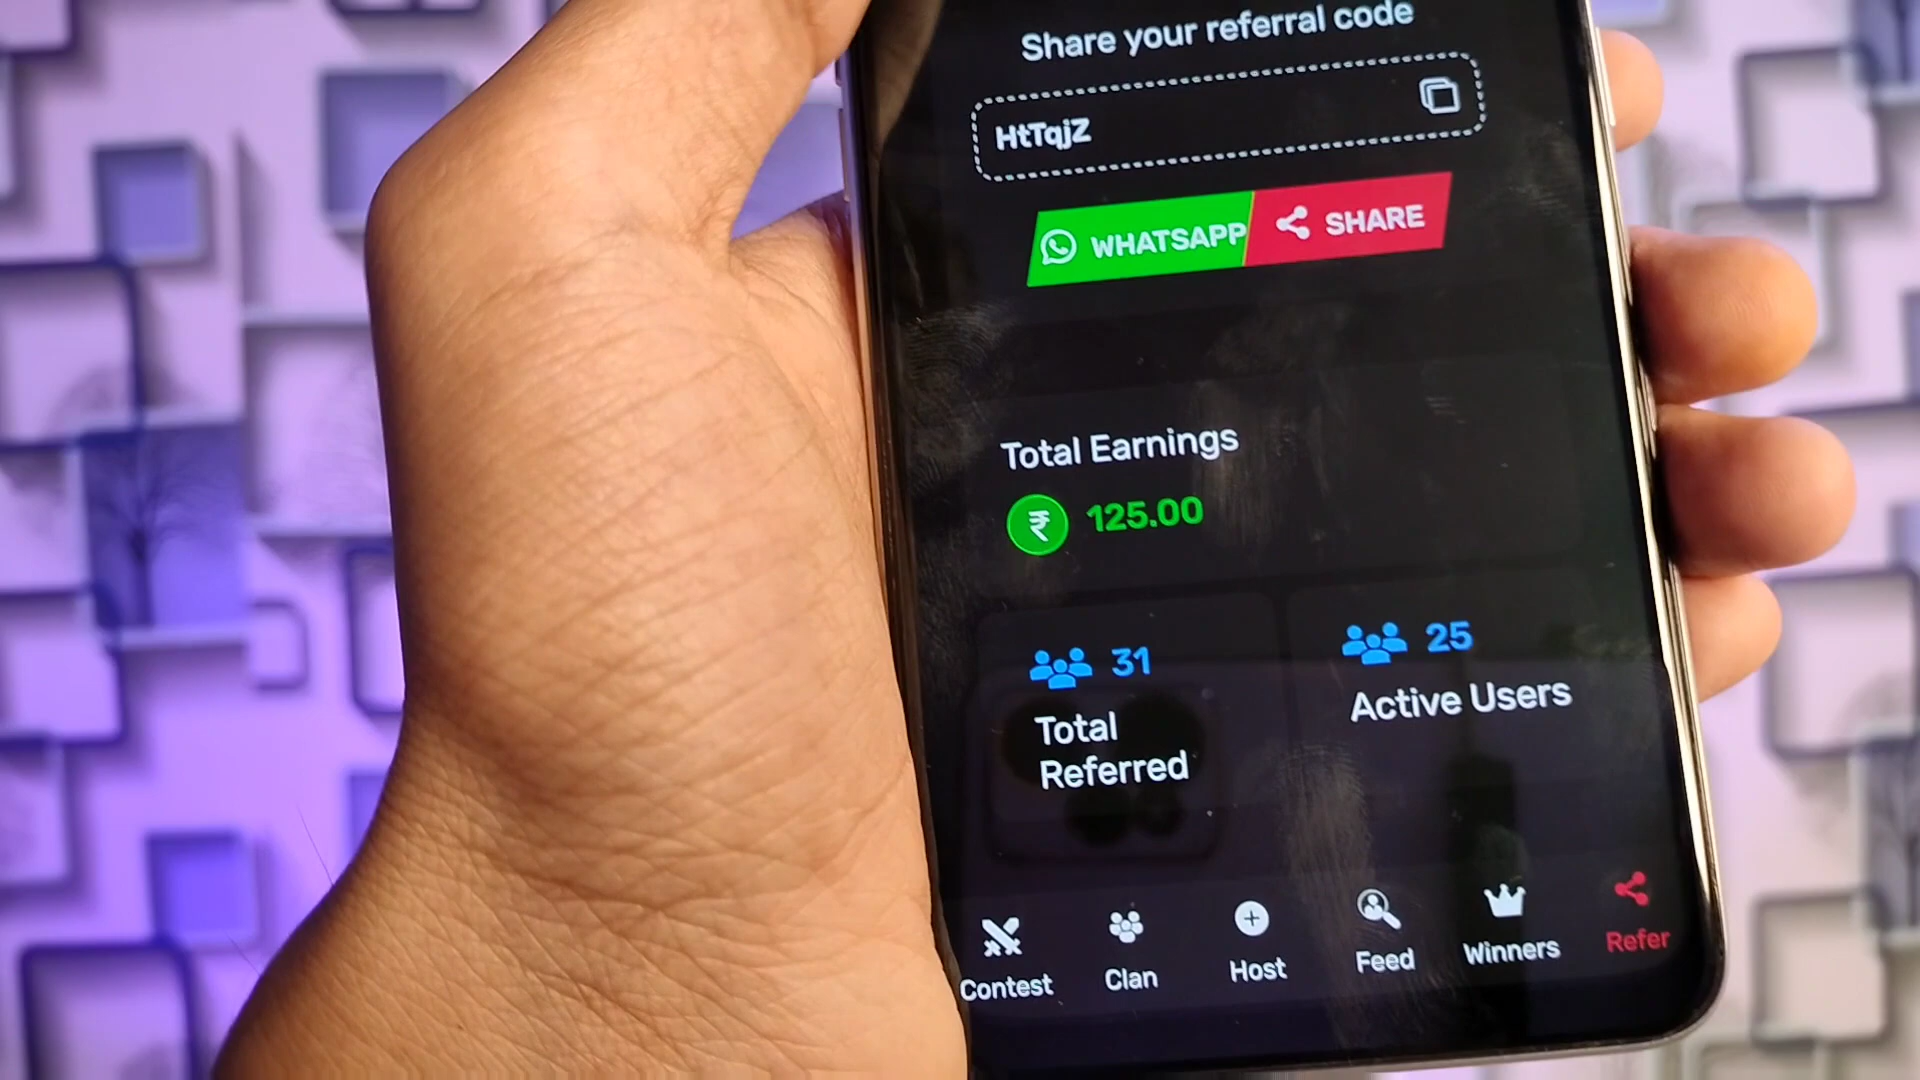 Share your referral code
HtTqjZ
WHATSAPP
SHARE
Total Earnings
₹ 125.00
31
Total
Referred
25
Active Users
Contest
Clan
Host
Feed
Winners
Refer